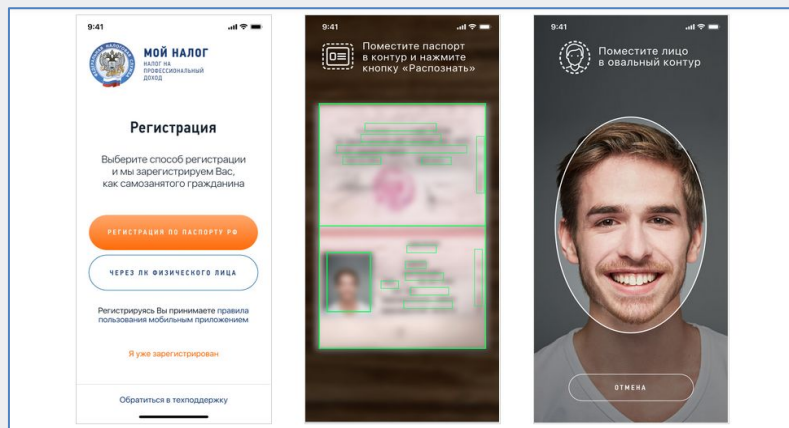 9:41
МОЙ НАЛОГ
НАЛОГ НА
ПРОФЕССИОНАЛЬНЫЙ
ДОХОД
Регистрация
Выберите способ регистрации
и мы зарегистрируем Вас,
как самозанятого гражданина
РЕГИСТРАЦИЯ ПО ПАСПОРТУ РФ
ЧЕРЕЗ ЛК ФИЗИЧЕСКОГО ЛИЦА
Регистрируясь Вы принимаете правила
пользования мобильным приложением
Я уже зарегистрирован
Обратиться в техподдержку
9:41
Поместите паспорт
в контур и нажмите
кнопку «Распознать»
9:41
Поместите лицо
в овальный контур
ОТМЕНА